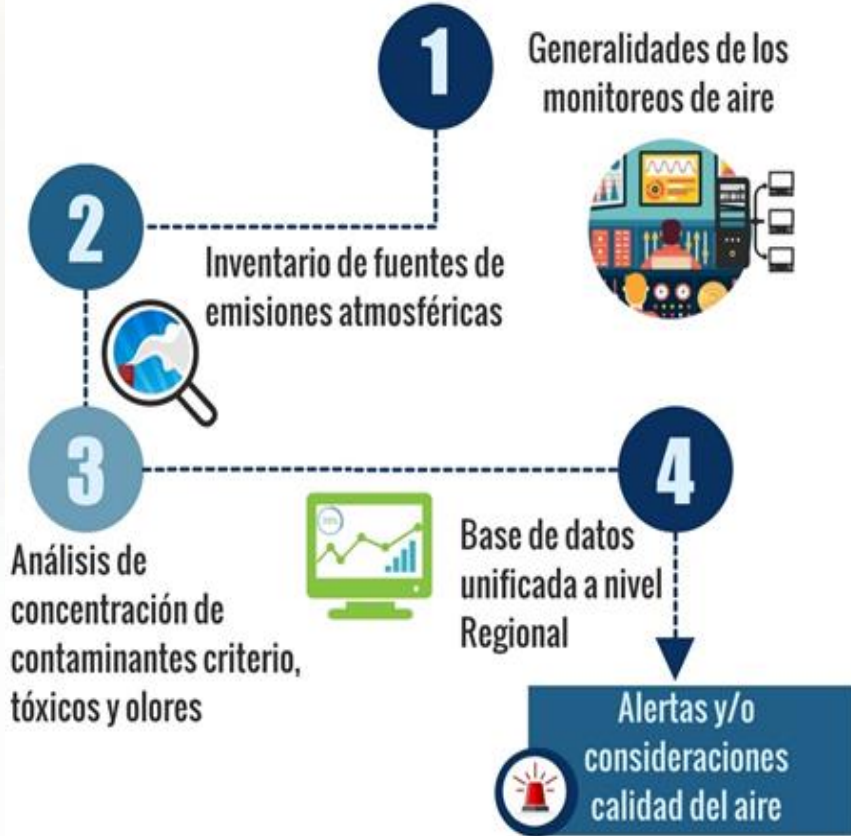 1
Generalidades de los
monitoreos de aire
2
Inventario de fuentes de
emisiones atmosféricas
3
Análisis de
concentración de
contaminantes criterio,
tóxicos y olores
4
Base de datos
unificada a nivel
Regional
Alertas y/o
consideraciones
calidad del aire